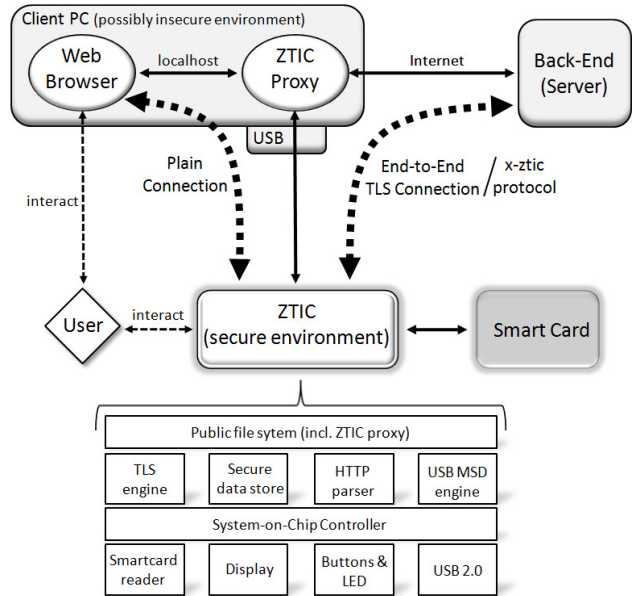 Client PC (possibly insecure environment)
Web
Browser
localhost
ZTIC
Proxy
Internet
Back-End
(Server)
USB
Plain
Connection
End-to-End
TLS Connection / x-ztic
protocol
interact
User
interact
ZTIC
(secure environment)
Smart Card
Public file sytem (incl. ZTIC proxy)
TLS
engine
Secure
data store
HTTP
parser
USB MSD
engine
System-on-Chip Controller
Smartcard
reader
Display
Buttons &
LED
USB 2.0